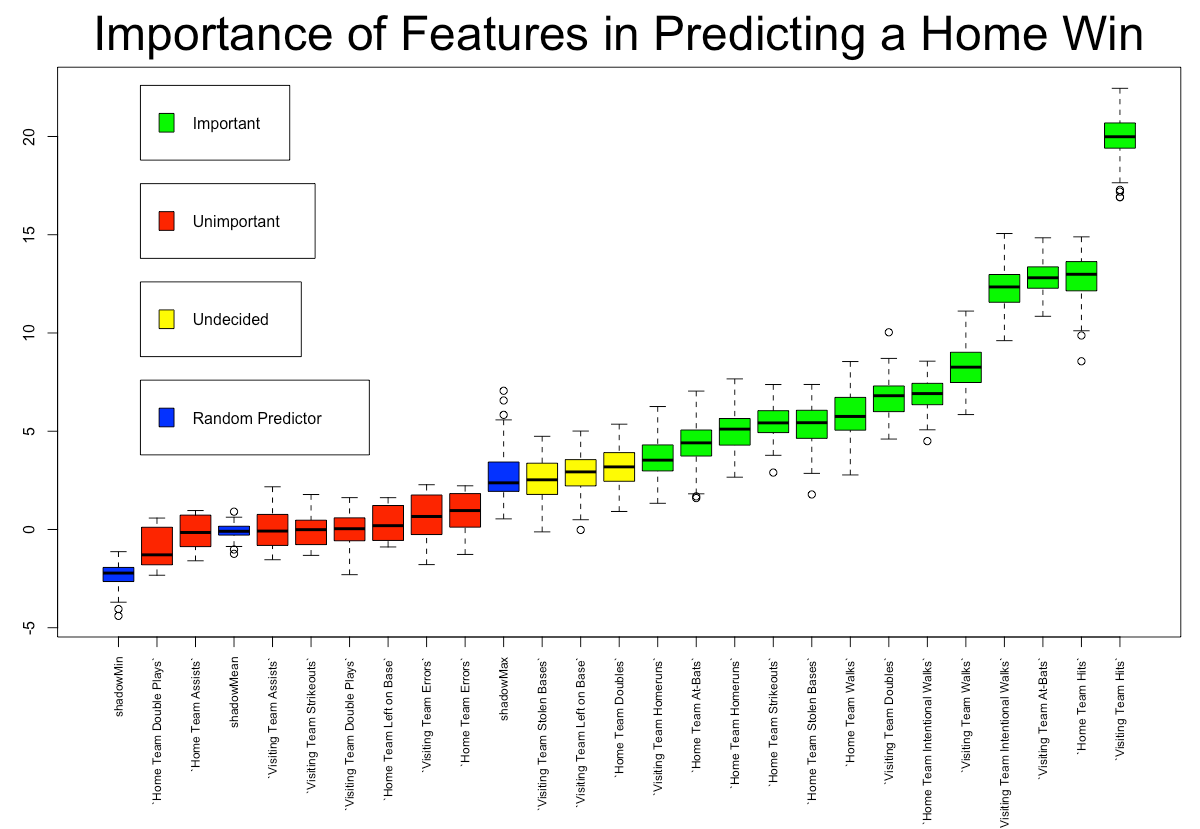 Importance of Features in Predicting a Home Win
Important
Unimportant
Undecided
Random Predictor
20
15
10
5
0
-5
shadowMin
`Home Team Double Plays`
`Home Team Assists`
shadowMean
`Visiting Team Assists`
`Visiting Team Strikeouts`
`Visiting Team Double Plays`
`Home Team Left on Base`
`Visiting Team Errors`
`Home Team Errors`
shadowMax
`Visiting Team Stolen Bases`
`Visiting Team Left on Base`
`Home Team Doubles`
`Visiting Team Homeruns`
`Home Team At-Bats`
`Home Team Homeruns`
`Home Team Strikeouts`
`Home Team Stolen Bases`
`Home Team Walks`
`Visiting Team Doubles`
`Home Team Intentional Walks`
`Visiting Team Walks`
Visiting Team Intentional Walks`
`Visiting Team At-Bats`
`Home Team Hits`
`Visiting Team Hits`